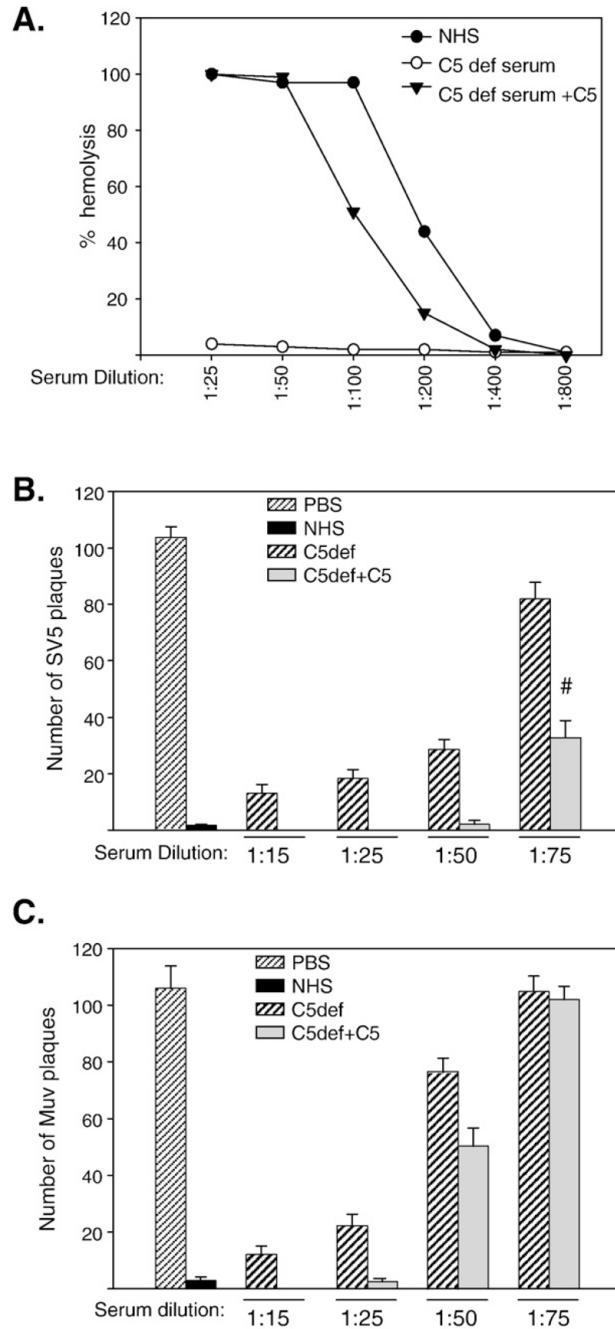 A.
NHS
C5 def serum
C5 def serum +C5
120
100
80
60
40
20
% hemolysis
Serum Dilution:
1:25
1:50
1:100
1:200
1:400
1:800
B.
120
100
80
60
40
20
Number of SV5 plaques
PBS
NHS
C5def
C5def+C5
#
Serum Dilution: 1:15 1:25 1:50 1:75
C.
120
100
80
60
40
20
Number of Muv plaques
PBS
NHS
C5def
C5def+C5
Serum dilution: 1:15 1:25 1:50 1:75